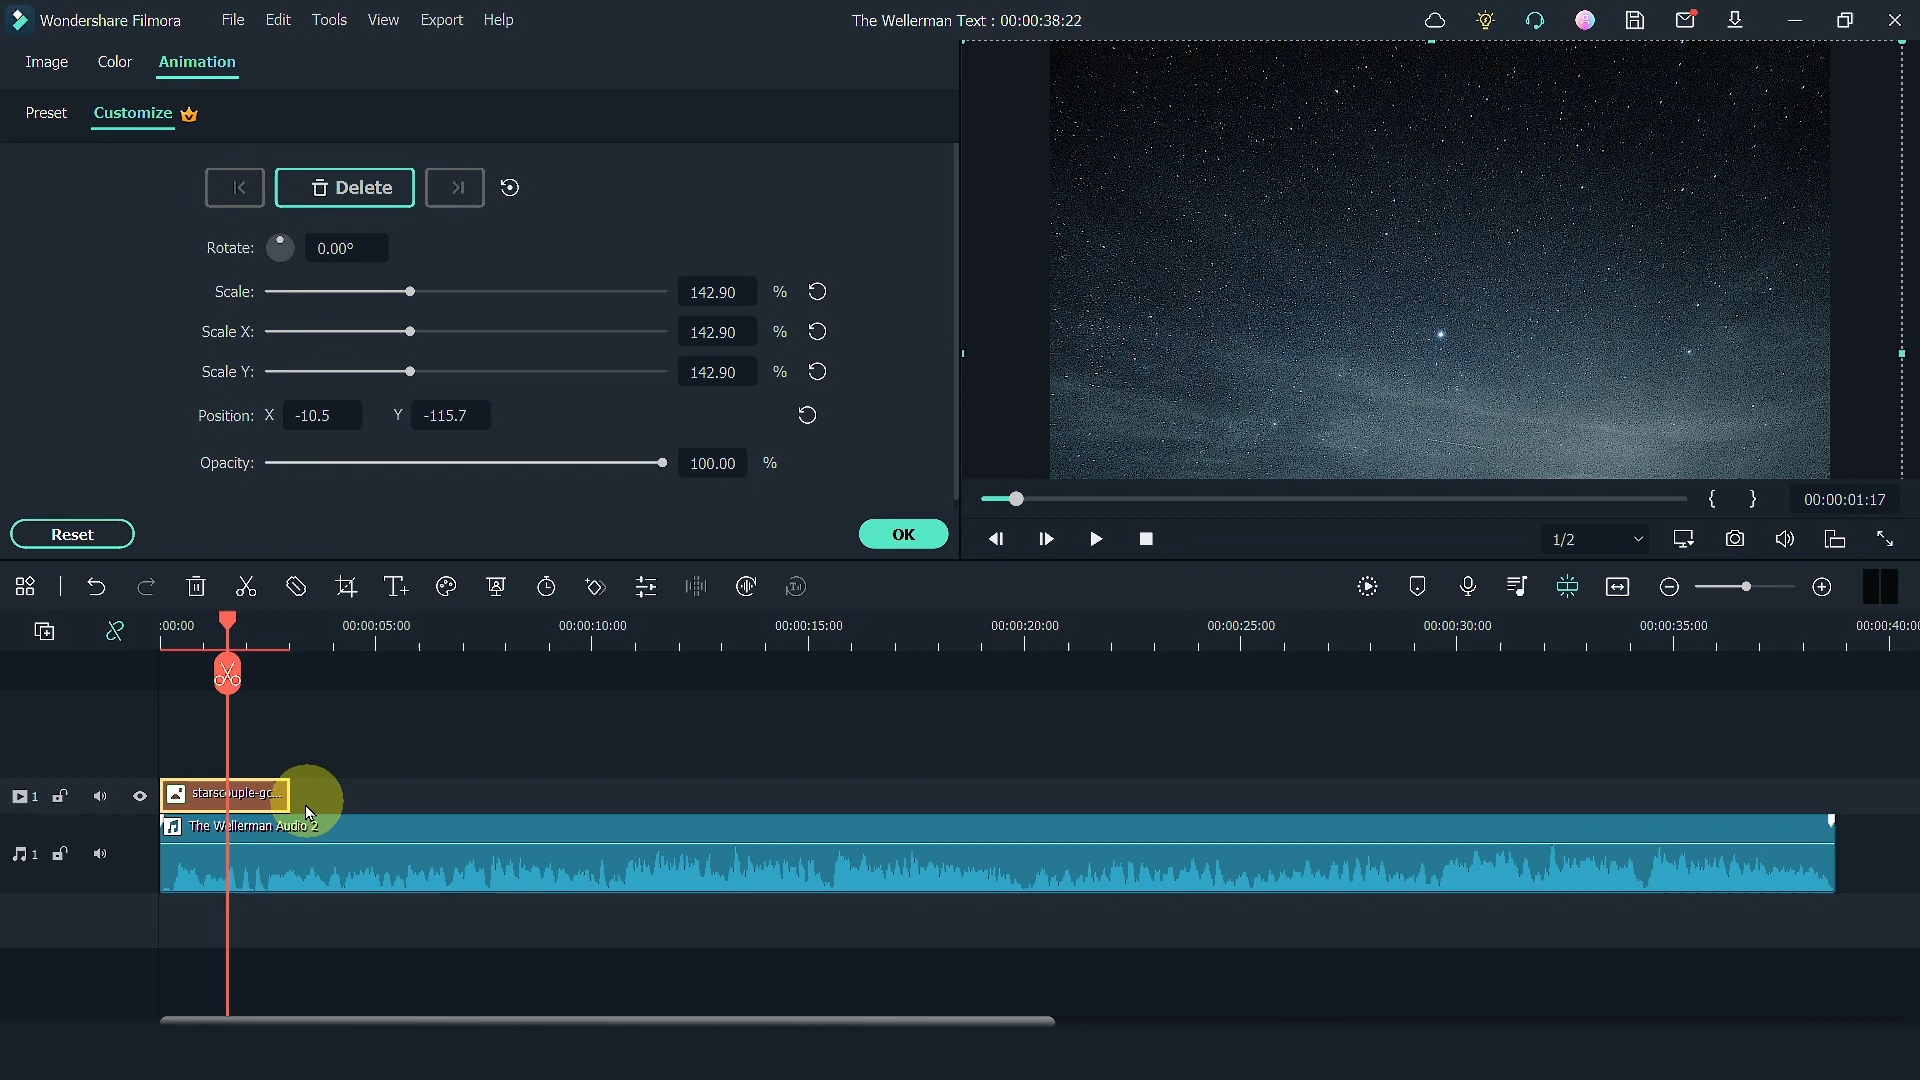 Wondershare Filmora File Edit Tools View Export Help The Wellerman Text : 00:00:38:22
Image Color Animation
Preset Customize
Delete
Rotate: 0.00°
Scale: 142.90 %
Scale X: 142.90 %
Scale Y: 142.90 %
Position: X -10.5 Y -115.7
Opacity: 100.00 %
Reset OK
{ } 00:00:01:17
1/2
:00:00 00:00:05:00 00:00:10:00 00:00:15:00 00:00:20:00 00:00:25:00 00:00:30:00 00:00:35:00 00:00:40:00
1 starscouple-gc...
The Wellerman Audio 2
1